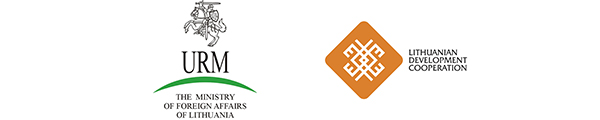 URM
THE MINISTRY
OF FOREIGN AFFAIRS
OF LITHUANIA
LITHUANIAN
DEVELOPMENT
COOPERATION